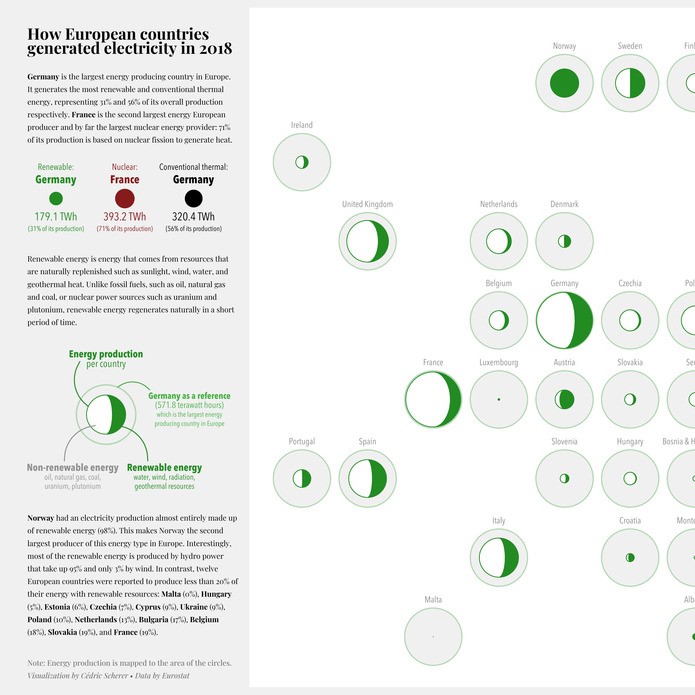 How European countries
generated electricity in 2018
Germany is the largest energy producing country in Europe.
It generates the most renewable and conventional thermal
energy, representing 31% and 56% of its overall production
respectively. France is the second largest energy European
producer and by far the largest nuclear energy provider: 71%
of its production is based on nuclear fission to generate heat.
Renewable:
Germany
179.1 TWh
(31% of its production)
Nuclear:
France
393.2 TWh
(71% of its production)
Conventional thermal:
Germany
320.4 TWh
(56% of its production)
Renewable energy is energy that comes from resources that
are naturally replenished such as sunlight, wind, water, and
geothermal heat. Unlike fossil fuels, such as oil, natural gas
and coal, or nuclear power sources such as uranium and
plutonium, renewable energy regenerates naturally in a short
period of time.
Energy production
per country
Germany as a reference
(571.8 terawatt hours)
which is the largest energy
producing country in Europe
Non-renewable energy
oil, natural gas, coal,
uranium, plutonium
Renewable energy
water, wind, radiation,
geothermal resources
Norway had an electricity production almost entirely made up
of renewable energy (98%). This makes Norway the second
largest producer of this energy type in Europe. Interestingly,
most of the renewable energy is produced by hydro power
that take up 95% and only 3% by wind. In contrast, twelve
European countries were reported to produce less than 20% of
their energy with renewable resources: Malta (0%), Hungary
(5%), Estonia (6%), Czechia (7%), Cyprus (9%), Ukraine (9%),
Poland (10%), Netherlands (13%), Bulgaria (17%), Belgium
(18%), Slovakia (19%), and France (19%).
Note: Energy production is mapped to the area of the circles.
Visualization by Cédric Scherer • Data by Eurostat
Norway
Sweden
Finl
Ireland
United Kingdom
Netherlands
Denmark
Belgium
Germany
Czechia
Pol
France
Luxembourg
Austria
Slovakia
Se
Portugal
Spain
Slovenia
Hungary
Bosnia & H
Italy
Croatia
Monte
Malta
Alba